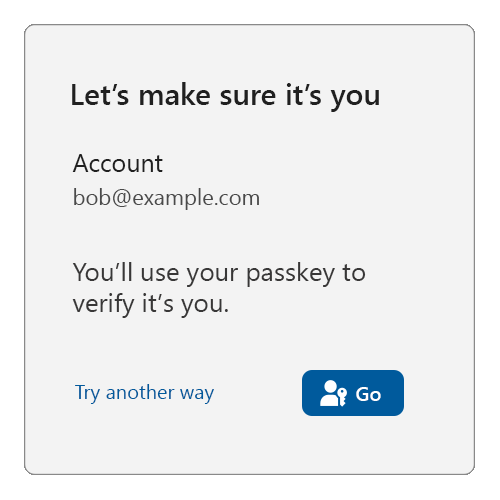 Let’s make sure it’s you
Account
bob@example.com
You’ll use your passkey to
verify it’s you.
Try another way
Go